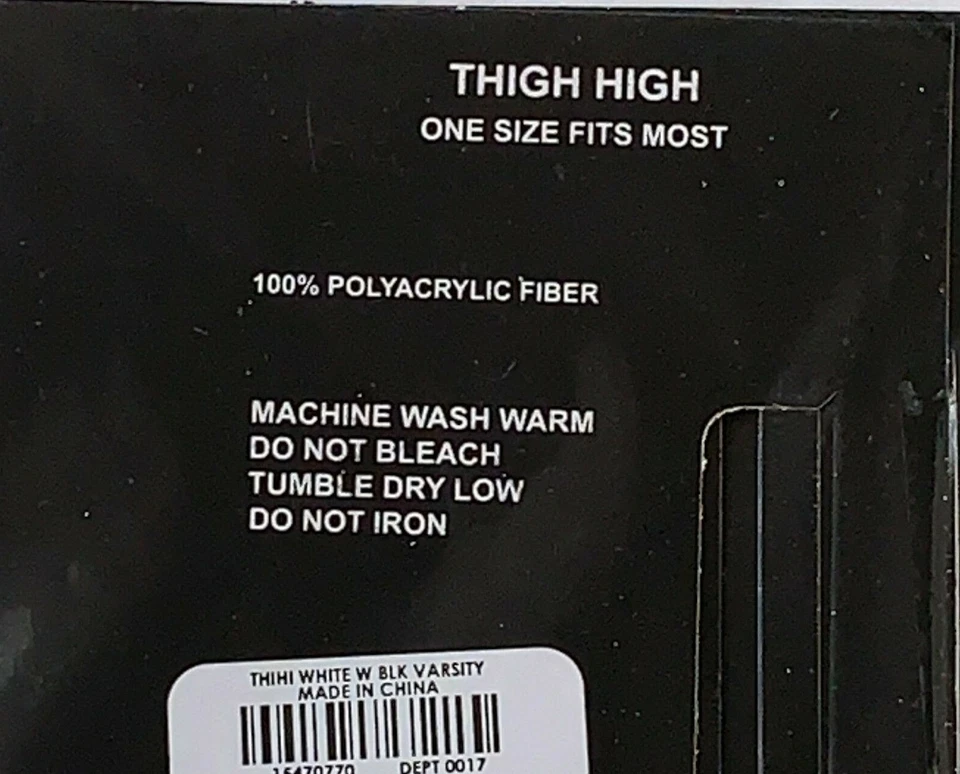 THIGH HIGH
ONE SIZE FITS MOST
100% POLYACRYLIC FIBER
MACHINE WASH WARM
DO NOT BLEACH
TUMBLE DRY LOW
DO NOT IRON
THIHI WHITE W BLK VARSITY
MADE IN CHINA
15470770 DEPT 0017